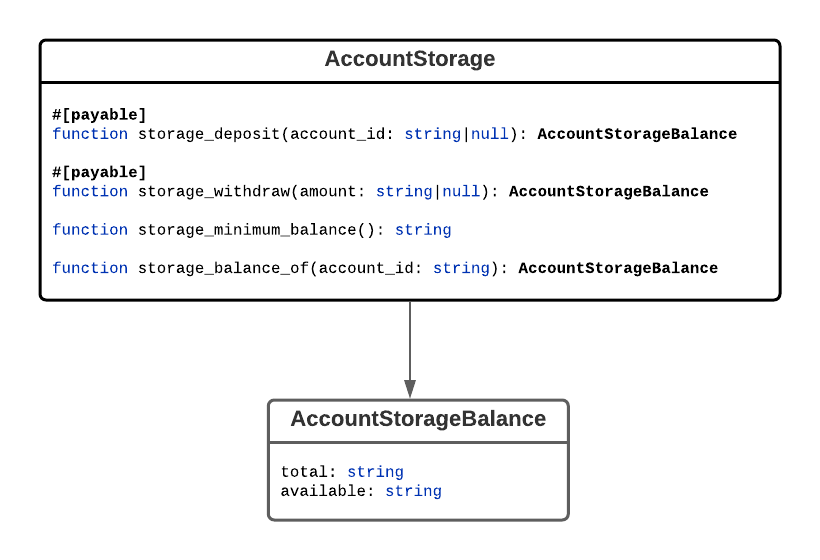 AccountStorage
#[payable]
function storage_deposit(account_id: string|null): AccountStorageBalance
#[payable]
function storage_withdraw(amount: string|null): AccountStorageBalance
function storage_minimum_balance(): string
function storage_balance_of(account_id: string): AccountStorageBalance
AccountStorageBalance
total: string
available: string